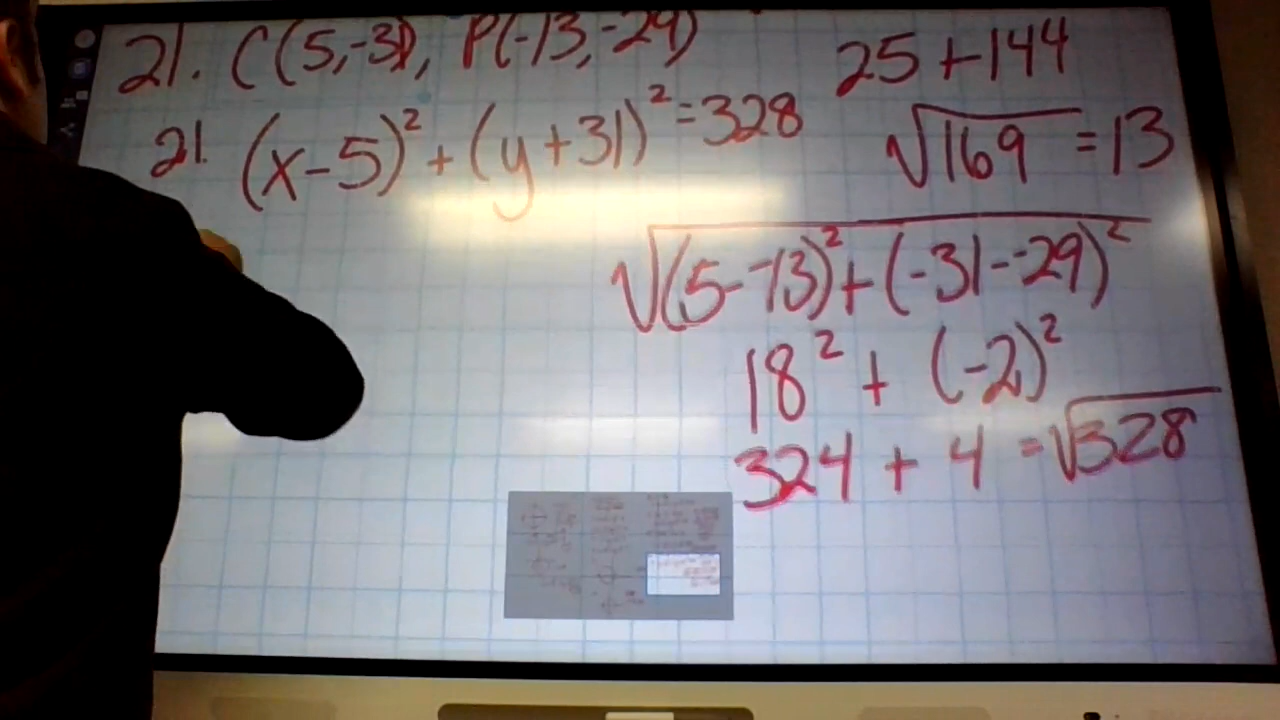 21. C(5,-31), P(-13,-29)
21. (x-5)² + (y+31)² = 328
25 + 144
√169 = 13
√(5--13)² + (-31--29)²
18² + (-2)²
324 + 4 = √328